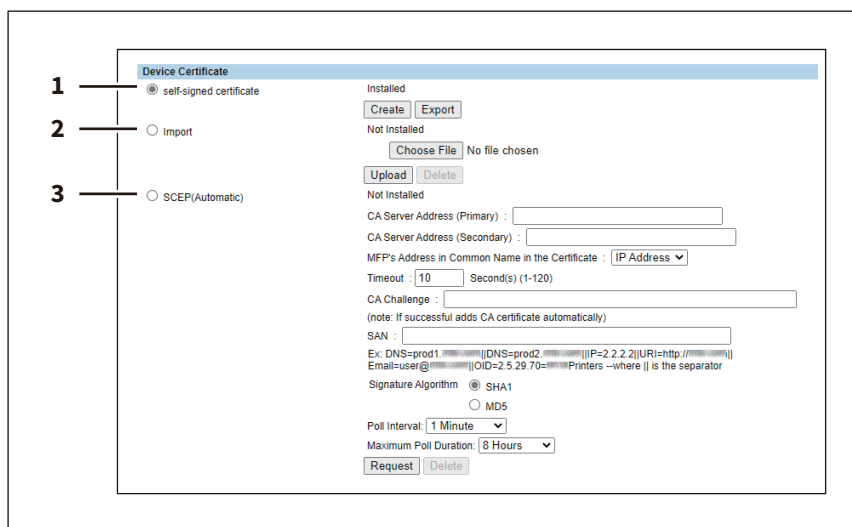 Device Certificate
1 self-signed certificate Installed
Create Export
2 Import Not Installed
Choose File No file chosen
Upload Delete
3 SCEP(Automatic) Not Installed
CA Server Address (Primary) :
CA Server Address (Secondary) :
MFP's Address in Common Name in the Certificate : IP Address
Timeout : 10 Second(s) (1-120)
CA Challenge :
(note: If successful adds CA certificate automatically)
SAN :
Ex: DNS=prod1. ||DNS=prod2. ||IP=2.2.2.2||URI=http:// ||
Email=user@ ||OID=2.5.29.70= Printers --where || is the separator
Signature Algorithm SHA1
MD5
Poll Interval: 1 Minute
Maximum Poll Duration: 8 Hours
Request Delete